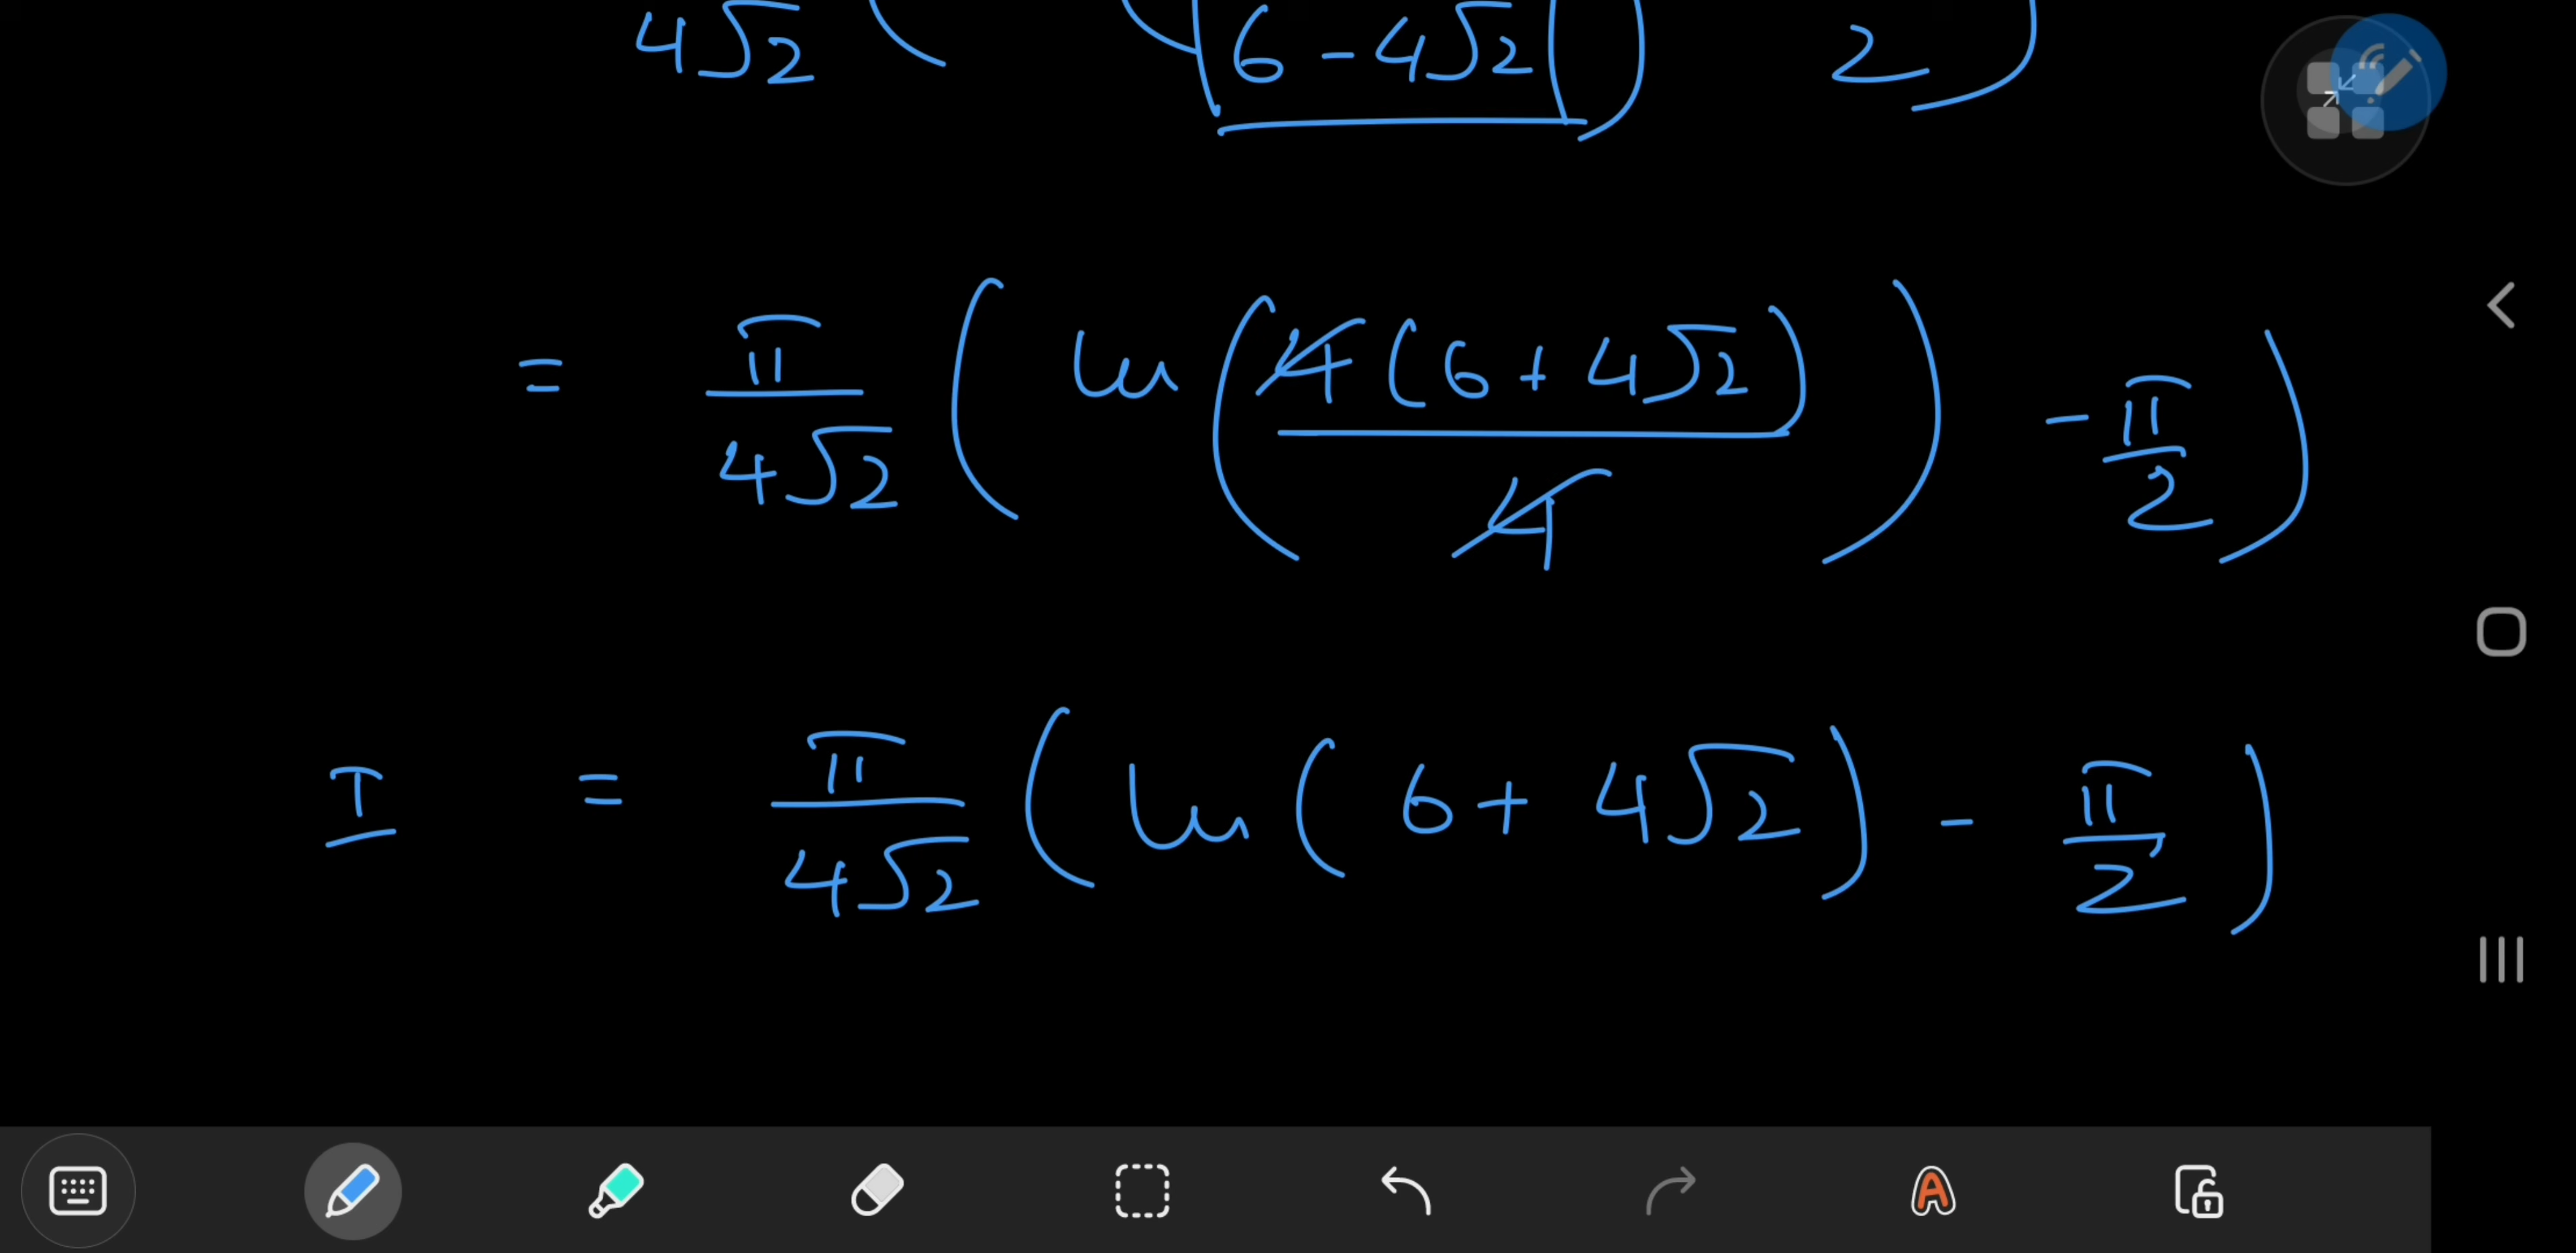 4√2 ( ( |6 - 4√2| ) 2 )
= π/4√2 ( ln( 4(6 + 4√2) / 4 ) - π/2 )
I = π/4√2 ( ln( 6 + 4√2 ) - π/2 )
A